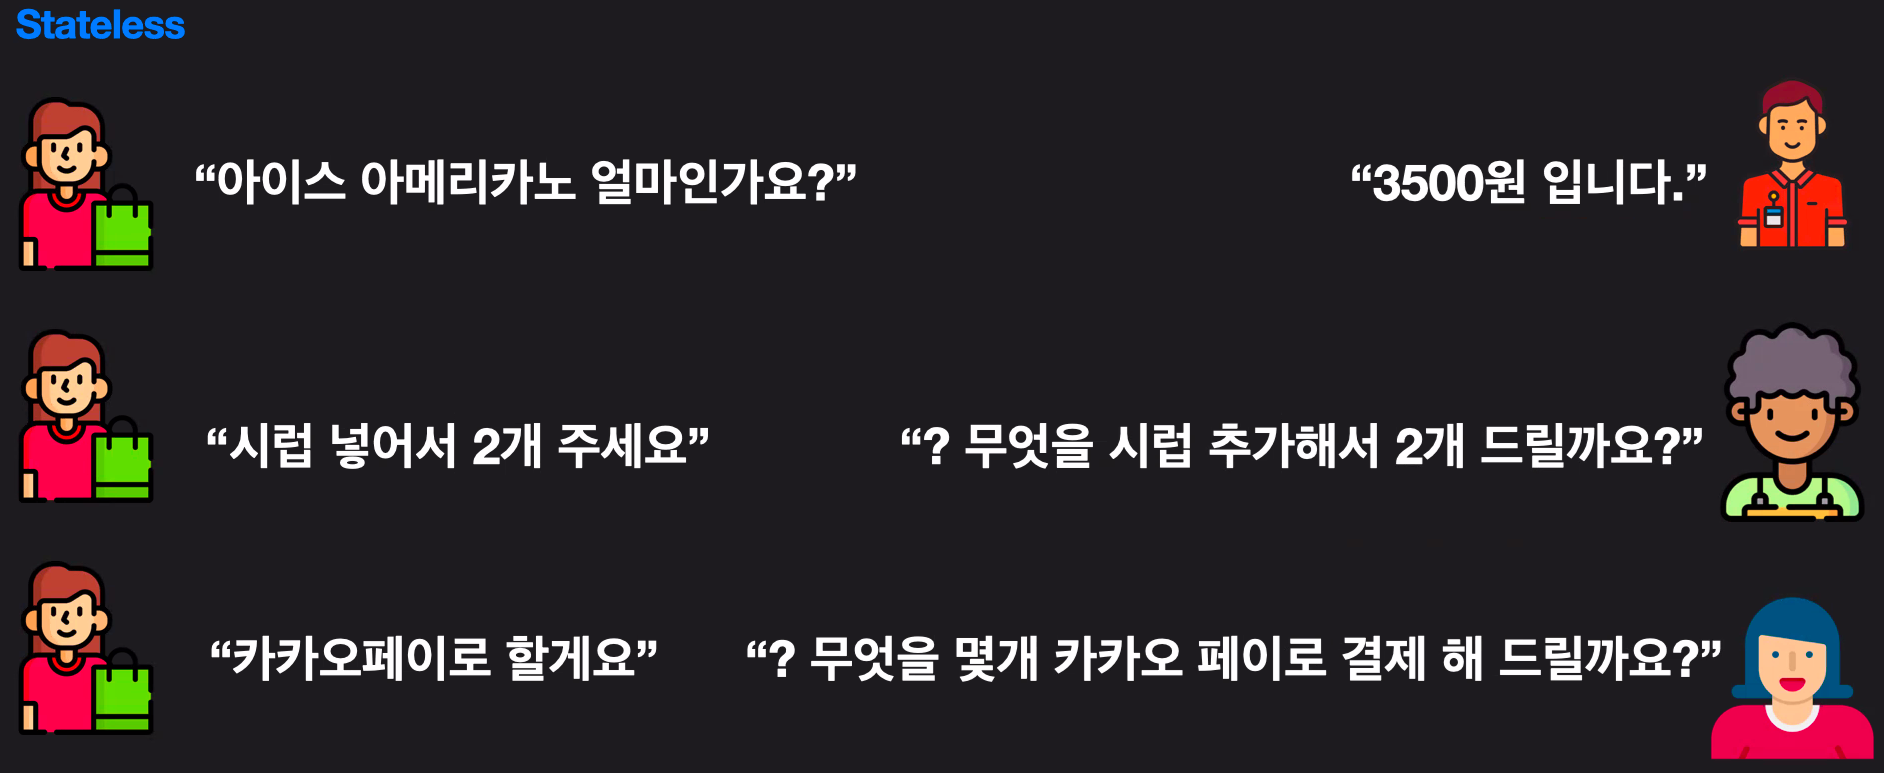 Stateless
“아이스 아메리카노 얼마인가요?”
“3500원 입니다.”
“시럽 넣어서 2개 주세요”
“? 무엇을 시럽 추가해서 2개 드릴까요?”
“카카오페이로 할게요”
“? 무엇을 몇개 카카오 페이로 결제 해 드릴까요?”